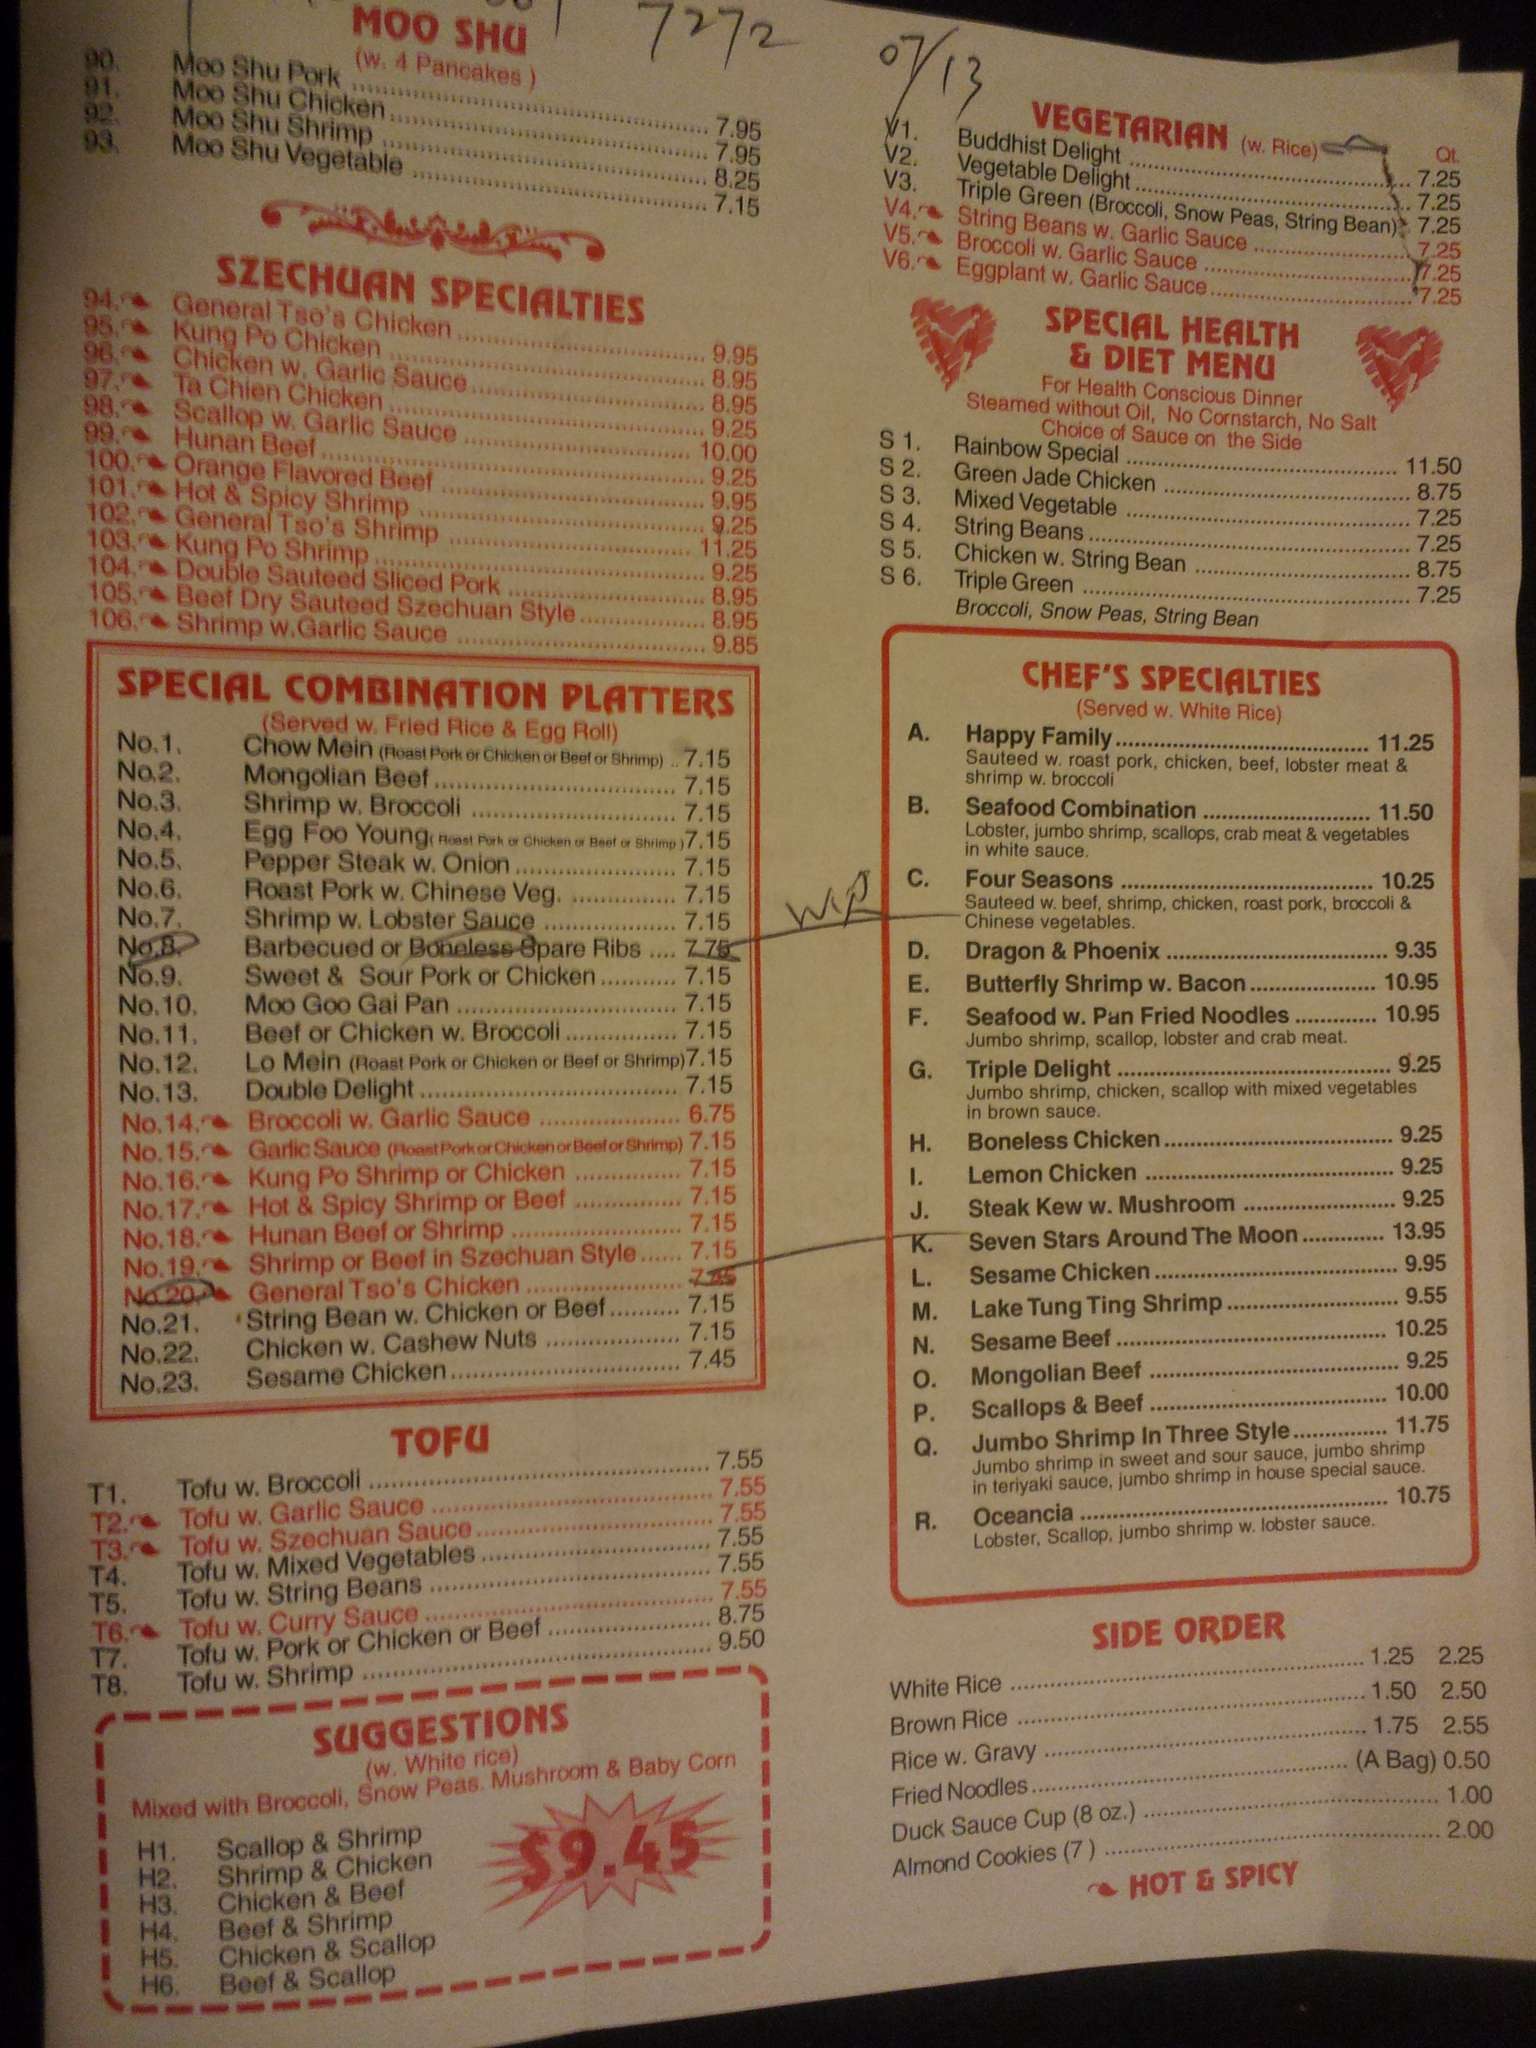 7272
07/13
MOO SHU
(w. 4 Pancakes )
90. Moo Shu Pork 7.95
91. Moo Shu Chicken 7.95
92. Moo Shu Shrimp 8.25
93. Moo Shu Vegetable 7.15
SZECHUAN SPECIALTIES
94. General Tso's Chicken 9.95
95. Kung Po Chicken 8.95
96. Chicken w. Garlic Sauce 8.95
97. Ta Chien Chicken 9.25
98. Scallop w. Garlic Sauce 10.00
99. Hunan Beef 9.25
100. Orange Flavored Beef 9.95
101. Hot & Spicy Shrimp 9.25
102. General Tso's Shrimp 11.25
103. Kung Po Shrimp 9.25
104. Double Sauteed Sliced Pork 8.95
105. Beef Dry Sauteed Szechuan Style 8.95
106. Shrimp w.Garlic Sauce 9.85
SPECIAL COMBINATION PLATTERS
(Served w. Fried Rice & Egg Roll)
No.1. Chow Mein (Roast Pork or Chicken or Beef or Shrimp) 7.15
No.2. Mongolian Beef 7.15
No.3. Shrimp w. Broccoli 7.15
No.4. Egg Foo Young( Roast Pork or Chicken or Beef or Shrimp ) 7.15
No.5. Pepper Steak w. Onion 7.15
No.6. Roast Pork w. Chinese Veg. 7.15
No.7. Shrimp w. Lobster Sauce 7.15
No.8. Barbecued or Boneless Spare Ribs 7.75
No.9. Sweet & Sour Pork or Chicken 7.15
No.10. Moo Goo Gai Pan 7.15
No.11. Beef or Chicken w. Broccoli 7.15
No.12. Lo Mein (Roast Pork or Chicken or Beef or Shrimp) 7.15
No.13. Double Delight 7.15
No.14. Broccoli w. Garlic Sauce 6.75
No.15. Garlic Sauce (Roast Pork or Chicken or Beef or Shrimp) 7.15
No.16. Kung Po Shrimp or Chicken 7.15
No.17. Hot & Spicy Shrimp or Beef 7.15
No.18. Hunan Beef or Shrimp 7.15
No.19. Shrimp or Beef in Szechuan Style 7.15
No.20. General Tso's Chicken
No.21. String Bean w. Chicken or Beef 7.15
No.22. Chicken w. Cashew Nuts 7.15
No.23. Sesame Chicken 7.45
TOFU
T1. Tofu w. Broccoli 7.55
T2. Tofu w. Garlic Sauce 7.55
T3. Tofu w. Szechuan Sauce 7.55
T4. Tofu w. Mixed Vegetables 7.55
T5. Tofu w. String Beans 7.55
T6. Tofu w. Curry Sauce 7.55
T7. Tofu w. Pork or Chicken or Beef 8.75
T8. Tofu w. Shrimp 9.50
SUGGESTIONS
(w. White rice)
Mixed with Broccoli, Snow Peas. Mushroom & Baby Corn
H1. Scallop & Shrimp
H2. Shrimp & Chicken
H3. Chicken & Beef
H4. Beef & Shrimp
H5. Chicken & Scallop
H6. Beef & Scallop
$9.45
VEGETARIAN (w. Rice)
Qt.
V1. Buddhist Delight 7.25
V2. Vegetable Delight 7.25
V3. Triple Green (Broccoli, Snow Peas, String Bean) 7.25
V4. String Beans w. Garlic Sauce 7.25
V5. Broccoli w. Garlic Sauce 7.25
V6. Eggplant w. Garlic Sauce 7.25
SPECIAL HEALTH
& DIET MENU
For Health Conscious Dinner
Steamed without Oil, No Cornstarch, No Salt
Choice of Sauce on the Side
S 1. Rainbow Special 11.50
S 2. Green Jade Chicken 8.75
S 3. Mixed Vegetable 7.25
S 4. String Beans 7.25
S 5. Chicken w. String Bean 8.75
S 6. Triple Green 7.25
Broccoli, Snow Peas, String Bean
CHEF'S SPECIALTIES
(Served w. White Rice)
A. Happy Family 11.25
Sauteed w. roast pork, chicken, beef, lobster meat &
shrimp w. broccoli
B. Seafood Combination 11.50
Lobster, jumbo shrimp, scallops, crab meat & vegetables
in white sauce.
C. Four Seasons 10.25
Sauteed w. beef, shrimp, chicken, roast pork, broccoli &
Chinese vegetables.
D. Dragon & Phoenix 9.35
E. Butterfly Shrimp w. Bacon 10.95
F. Seafood w. Pan Fried Noodles 10.95
Jumbo shrimp, scallop, lobster and crab meat.
G. Triple Delight 9.25
Jumbo shrimp, chicken, scallop with mixed vegetables
in brown sauce.
H. Boneless Chicken 9.25
I. Lemon Chicken 9.25
J. Steak Kew w. Mushroom 9.25
K. Seven Stars Around The Moon 13.95
L. Sesame Chicken 9.95
M. Lake Tung Ting Shrimp 9.55
N. Sesame Beef 10.25
O. Mongolian Beef 9.25
P. Scallops & Beef 10.00
Q. Jumbo Shrimp In Three Style 11.75
Jumbo shrimp in sweet and sour sauce, jumbo shrimp
in teriyaki sauce, jumbo shrimp in house special sauce.
R. Oceancia 10.75
Lobster, Scallop, jumbo shrimp w. lobster sauce.
SIDE ORDER
White Rice 1.25 2.25
Brown Rice 1.50 2.50
Rice w. Gravy 1.75 2.55
Fried Noodles (A Bag) 0.50
Duck Sauce Cup (8 oz.) 1.00
Almond Cookies (7 ) 2.00
HOT & SPICY